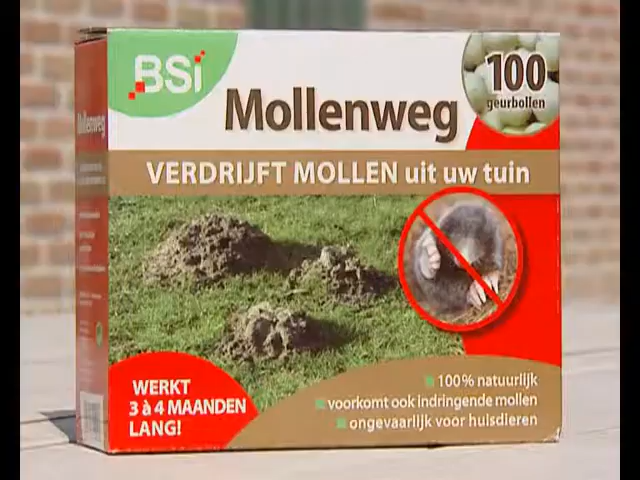 BSi
Mollenweg
100
geurbollen
VERDRIJFT MOLLEN uit uw tuin
WERKT
3 à 4 MAANDEN
LANG!
100% natuurlijk
voorkomt ook indringende mollen
ongevaarlijk voor huisdieren
Mollenweg